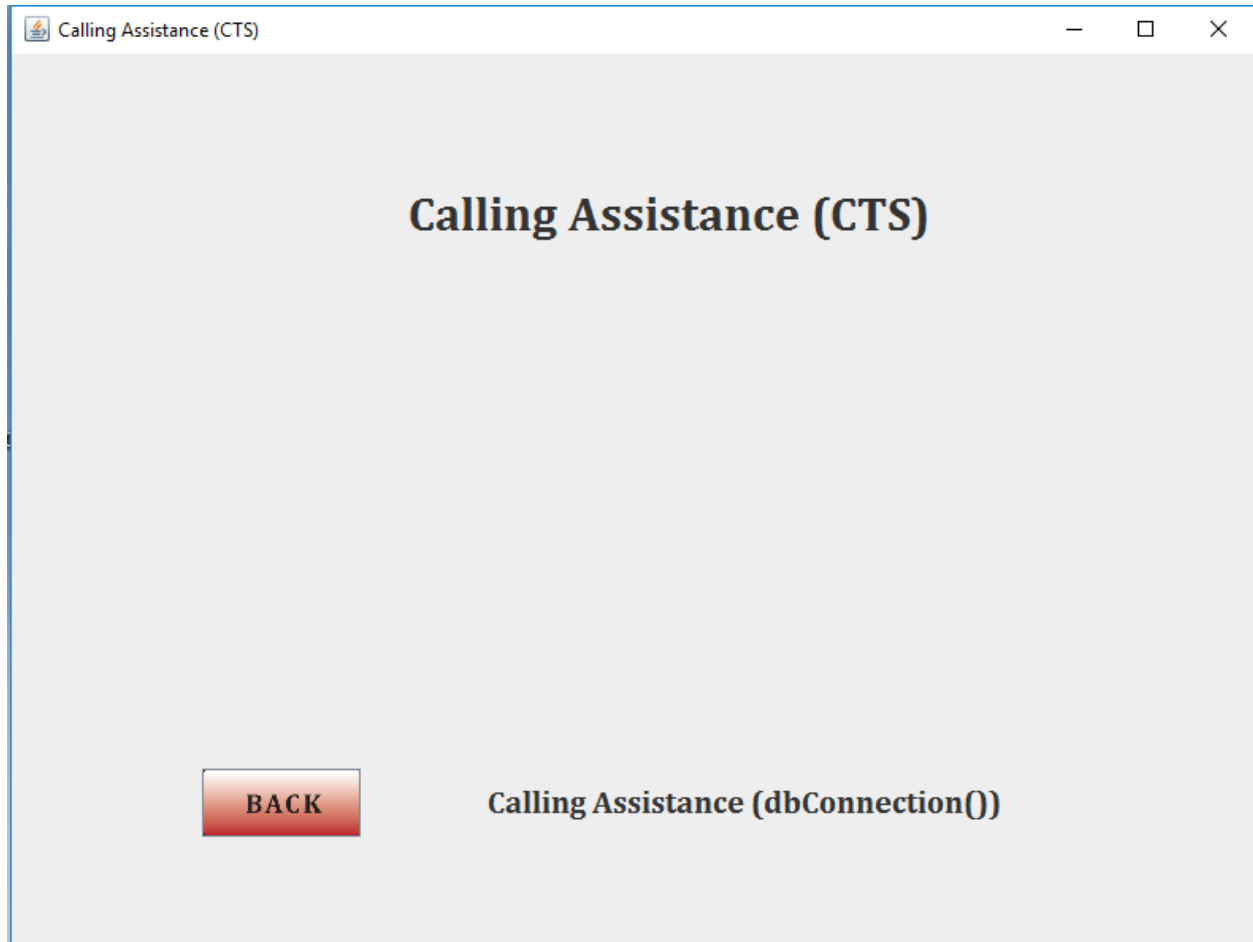 Calling Assistance (CTS)
Calling Assistance (CTS)
BACK
Calling Assistance (dbConnection())